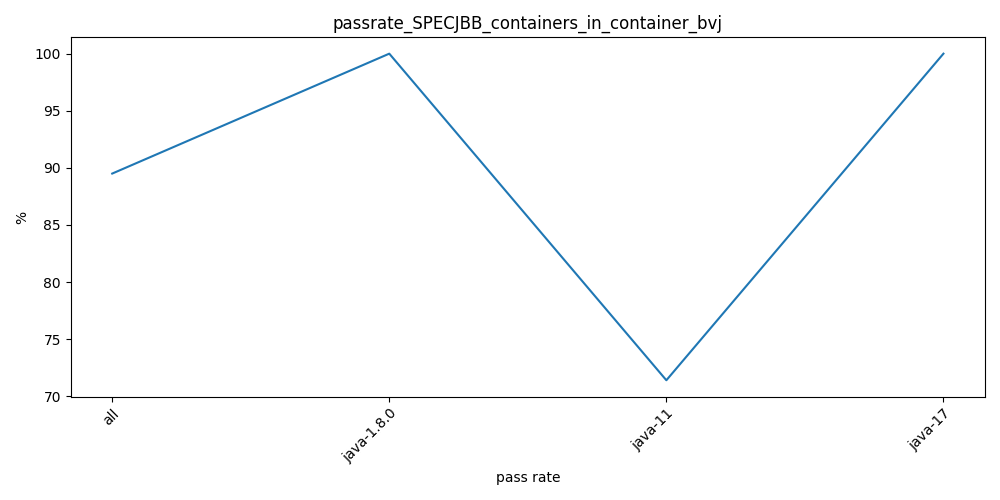 passrate_SPECJBB_containers_in_container_bvj
100
95
90
85
80
75
70
%
all
java-1.8.0
java-11
java-17
pass rate